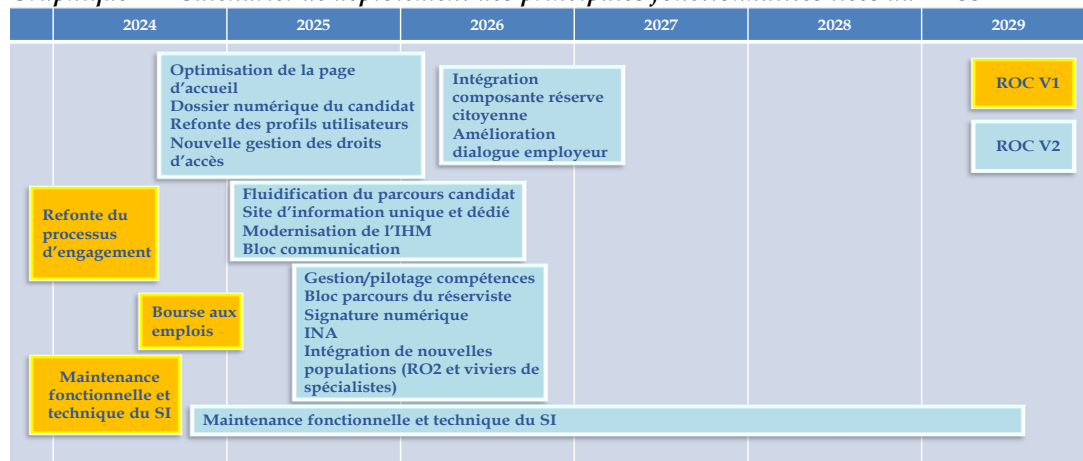 2024 2025 2026 2027 2028 2029
Optimisation de la page
d'accueil
Dossier numérique du candidat
Refonte des profils utilisateurs
Nouvelle gestion des droits
d'accès
Intégration
composante réserve
citoyenne
Amélioration
dialogue employeur
ROC V1
ROC V2
Refonte du
processus
d'engagement
Fluidification du parcours candidat
Site d'information unique et dédié
Modernisation de l'IHM
Bloc communication
Bourse aux
emplois
Gestion/pilotage compétences
Bloc parcours du réserviste
Signature numérique
INA
Intégration de nouvelles
populations (RO2 et viviers de
spécialistes)
Maintenance
fonctionnelle et
technique du SI
Maintenance fonctionnelle et technique du SI